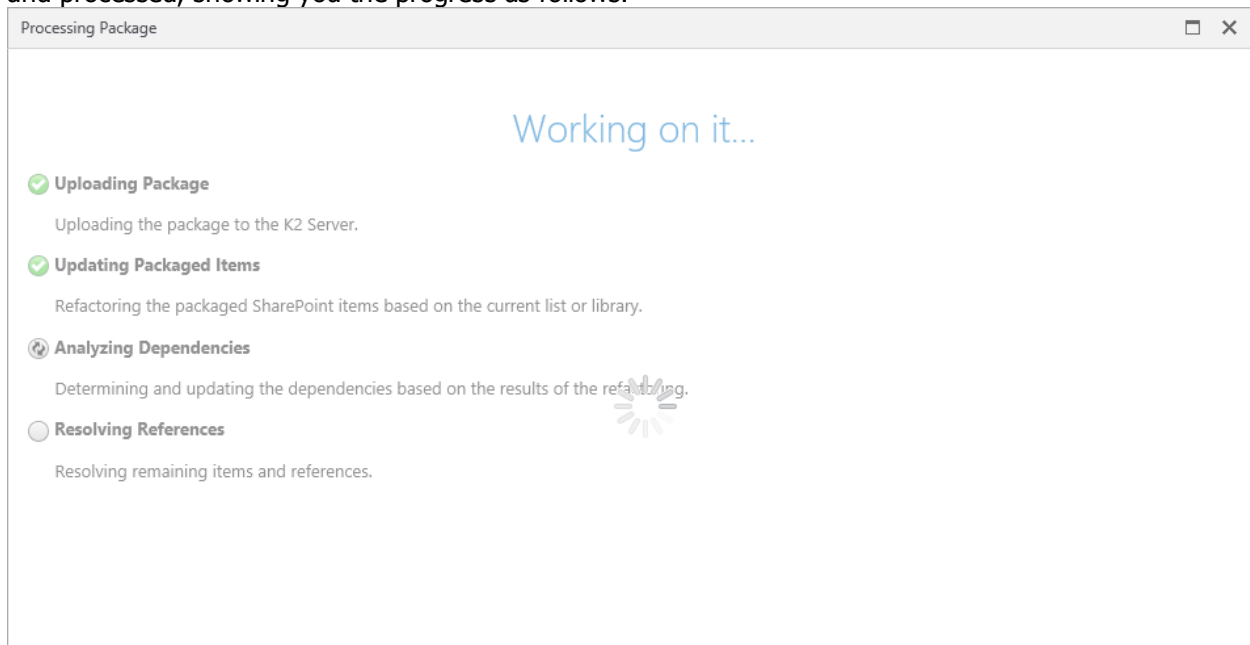 and processed, showing you the progress as follows.
Processing Package
Working on it...
Uploading Package
Uploading the package to the K2 Server.
Updating Packaged Items
Refactoring the packaged SharePoint items based on the current list or library.
Analyzing Dependencies
Determining and updating the dependencies based on the results of the refactoring.
Resolving References
Resolving remaining items and references.